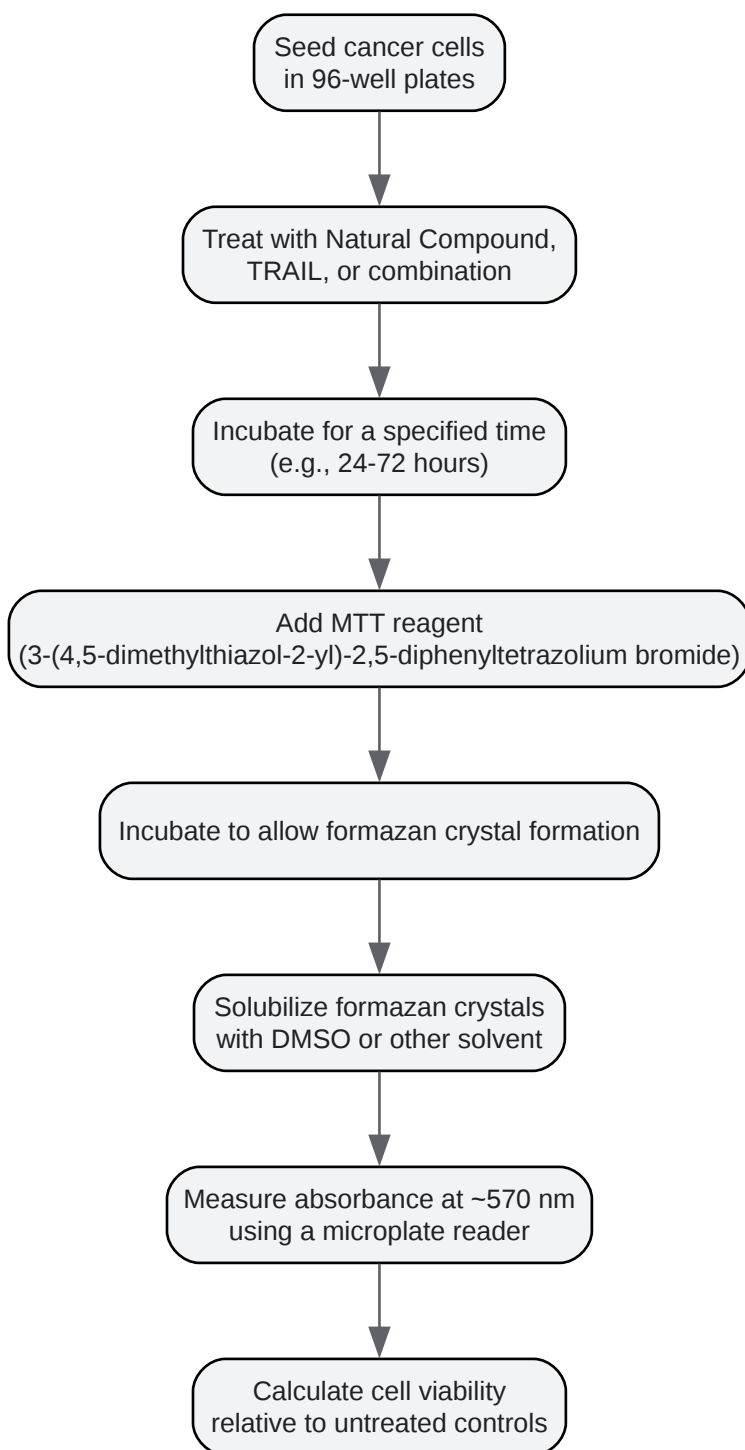 Seed cancer cells
in 96-well plates
Treat with Natural Compound,
TRAIL, or combination
Incubate for a specified time
(e.g., 24-72 hours)
Add MTT reagent
(3-(4,5-dimethylthiazol-2-yl)-2,5-diphenyltetrazolium bromide)
Incubate to allow formazan crystal formation
Solubilize formazan crystals
with DMSO or other solvent
Measure absorbance at ~570 nm
using a microplate reader
Calculate cell viability
relative to untreated controls